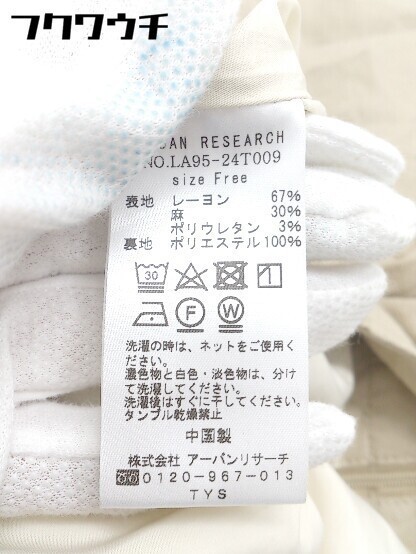 フクワウチ
BAN RESEARCH
NO.LA95-24T009
size Free
表地 レーヨン 67%
麻 30%
ポリウレタン 3%
裏地 ポリエステル100%
30
F W
洗濯の時は、ネットをご使用く
ださい。
濃色物と白色・淡色物は、分け
て洗濯してください。
洗濯後はすぐに干してください。
タンブル乾燥禁止
中国製
株式会社 アーバンリサーチ
0120-967-013
TYS